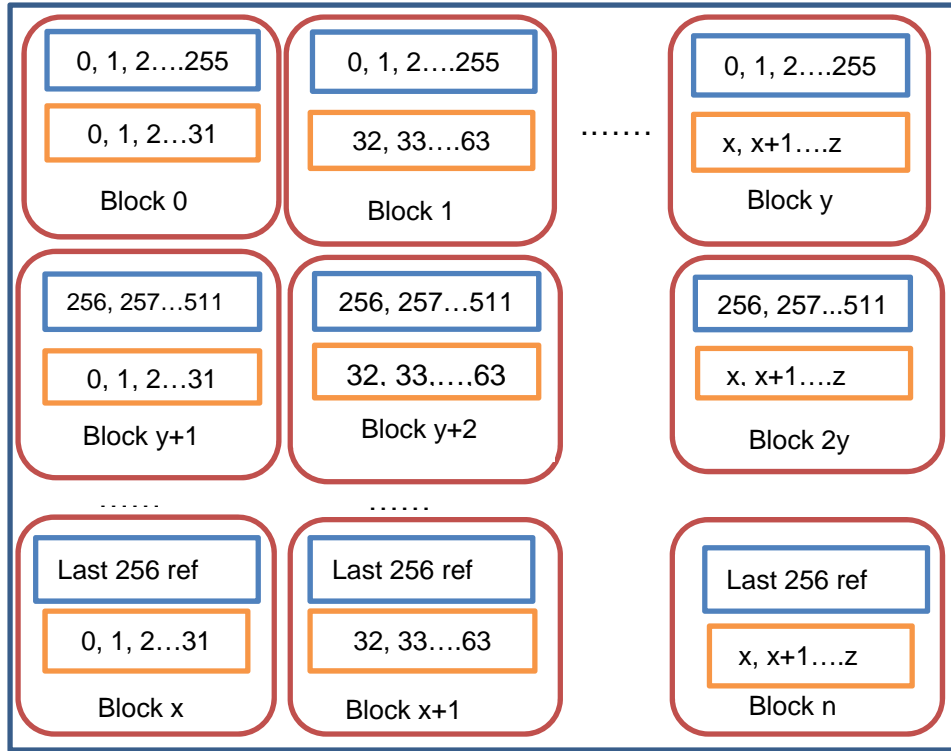 0, 1, 2....255
0, 1, 2...31
Block 0
0, 1, 2....255
32, 33....63
Block 1
.......
0, 1, 2....255
x, x+1....z
Block y
256, 257...511
0, 1, 2...31
Block y+1
256, 257...511
32, 33,...,63
Block y+2
256, 257...511
x, x+1....z
Block 2y
......
......
Last 256 ref
0, 1, 2...31
Block x
Last 256 ref
32, 33....63
Block x+1
Last 256 ref
x, x+1....z
Block n